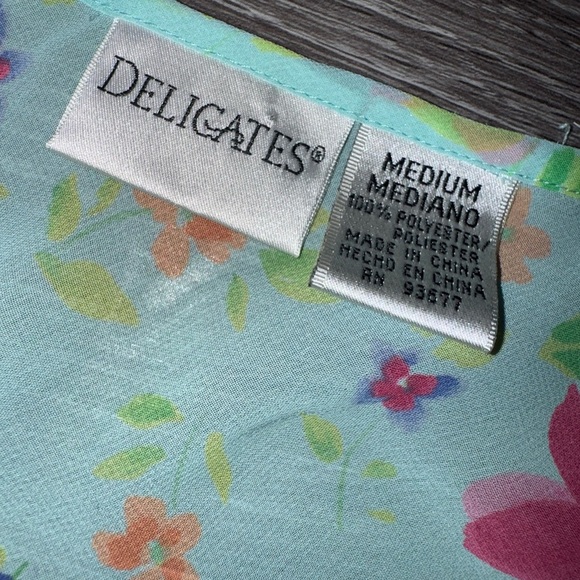 DELICATES®
MEDIUM
MEDIANO
100% POLYESTER/
POLIESTER
MADE IN CHINA
HECHO EN CHINA
RN 93677